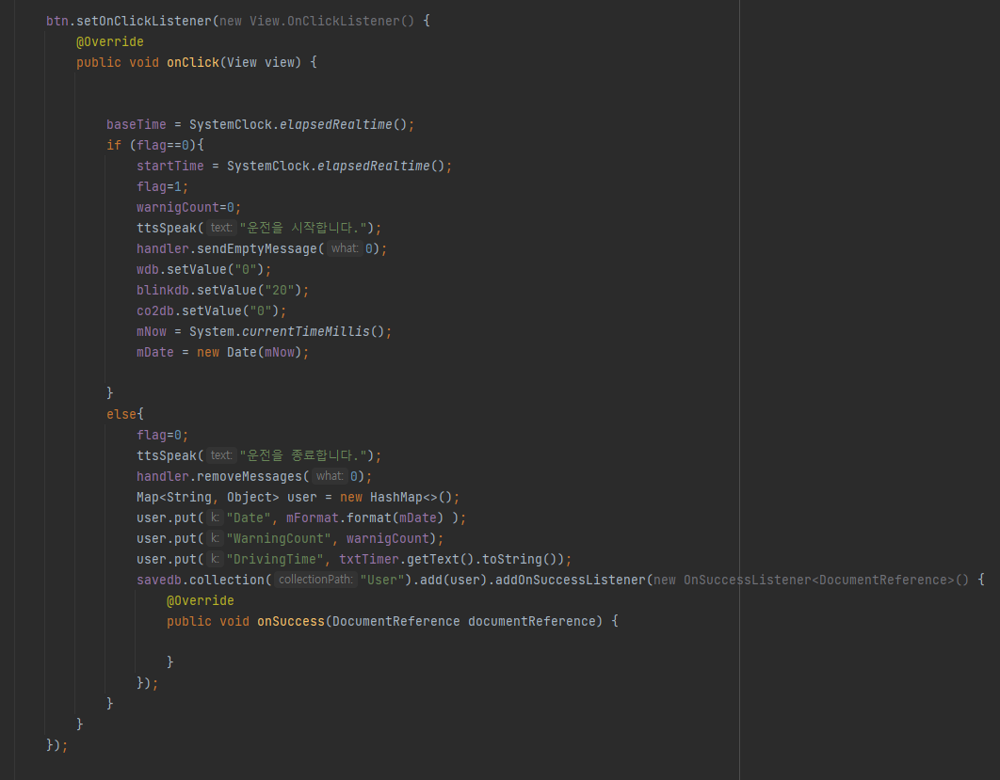 btn.setOnClickListener(new View.OnClickListener() {
@Override
public void onClick(View view) {
baseTime = SystemClock.elapsedRealtime();
if (flag==0){
startTime = SystemClock.elapsedRealtime();
flag=1;
warnigCount=0;
ttsSpeak( text: "운전을 시작합니다.");
handler.sendEmptyMessage( what: 0);
wdb.setValue("0");
blinkdb.setValue("20");
co2db.setValue("0");
mNow = System.currentTimeMillis();
mDate = new Date(mNow);
}
else{
flag=0;
ttsSpeak( text: "운전을 종료합니다.");
handler.removeMessages( what: 0);
Map<String, Object> user = new HashMap<>();
user.put( k: "Date", mFormat.format(mDate) );
user.put( k: "WarningCount", warnigCount);
user.put( k: "DrivingTime", txtTimer.getText().toString());
savedb.collection( collectionPath: "User").add(user).addOnSuccessListener(new OnSuccessListener<DocumentReference>() {
@Override
public void onSuccess(DocumentReference documentReference) {
}
});
}
}
});